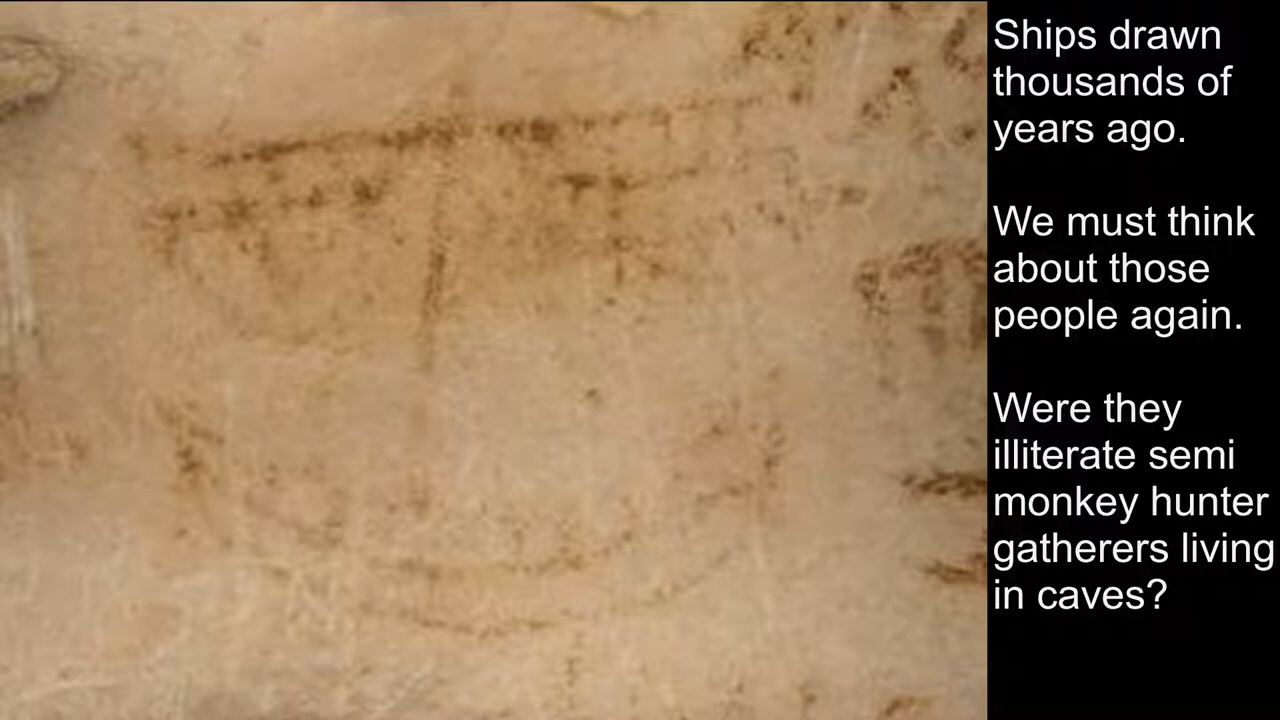 Ships drawn
thousands of
years ago.
We must think
about those
people again.
Were they
illiterate semi
monkey hunter
gatherers living
in caves?